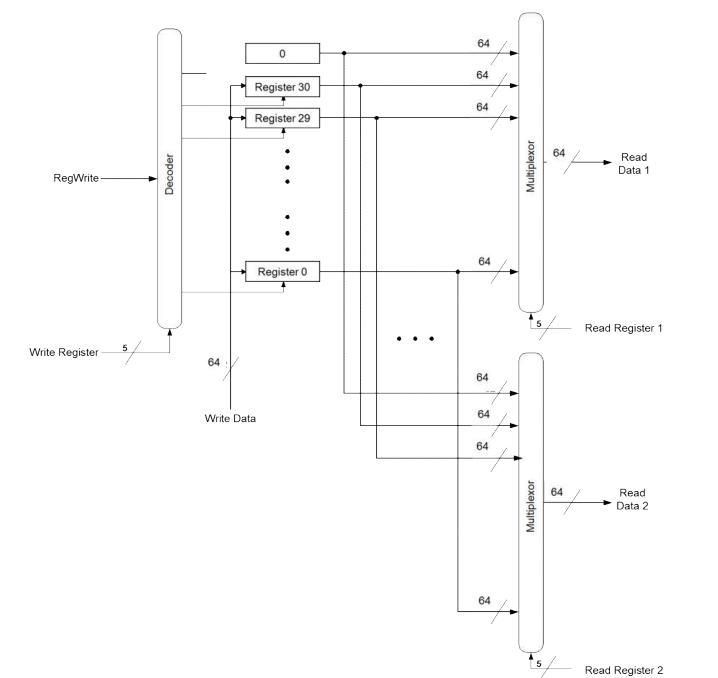 64
0
64
Register 30
64
Register 29
Decoder
Multiplexor
64
Read
Data 1
RegWrite
64
Register 0
5
Read Register 1
5
Write Register
64
64
Write Data
64
64
Multiplexor
64
Read
Data 2
64
5
Read Register 2